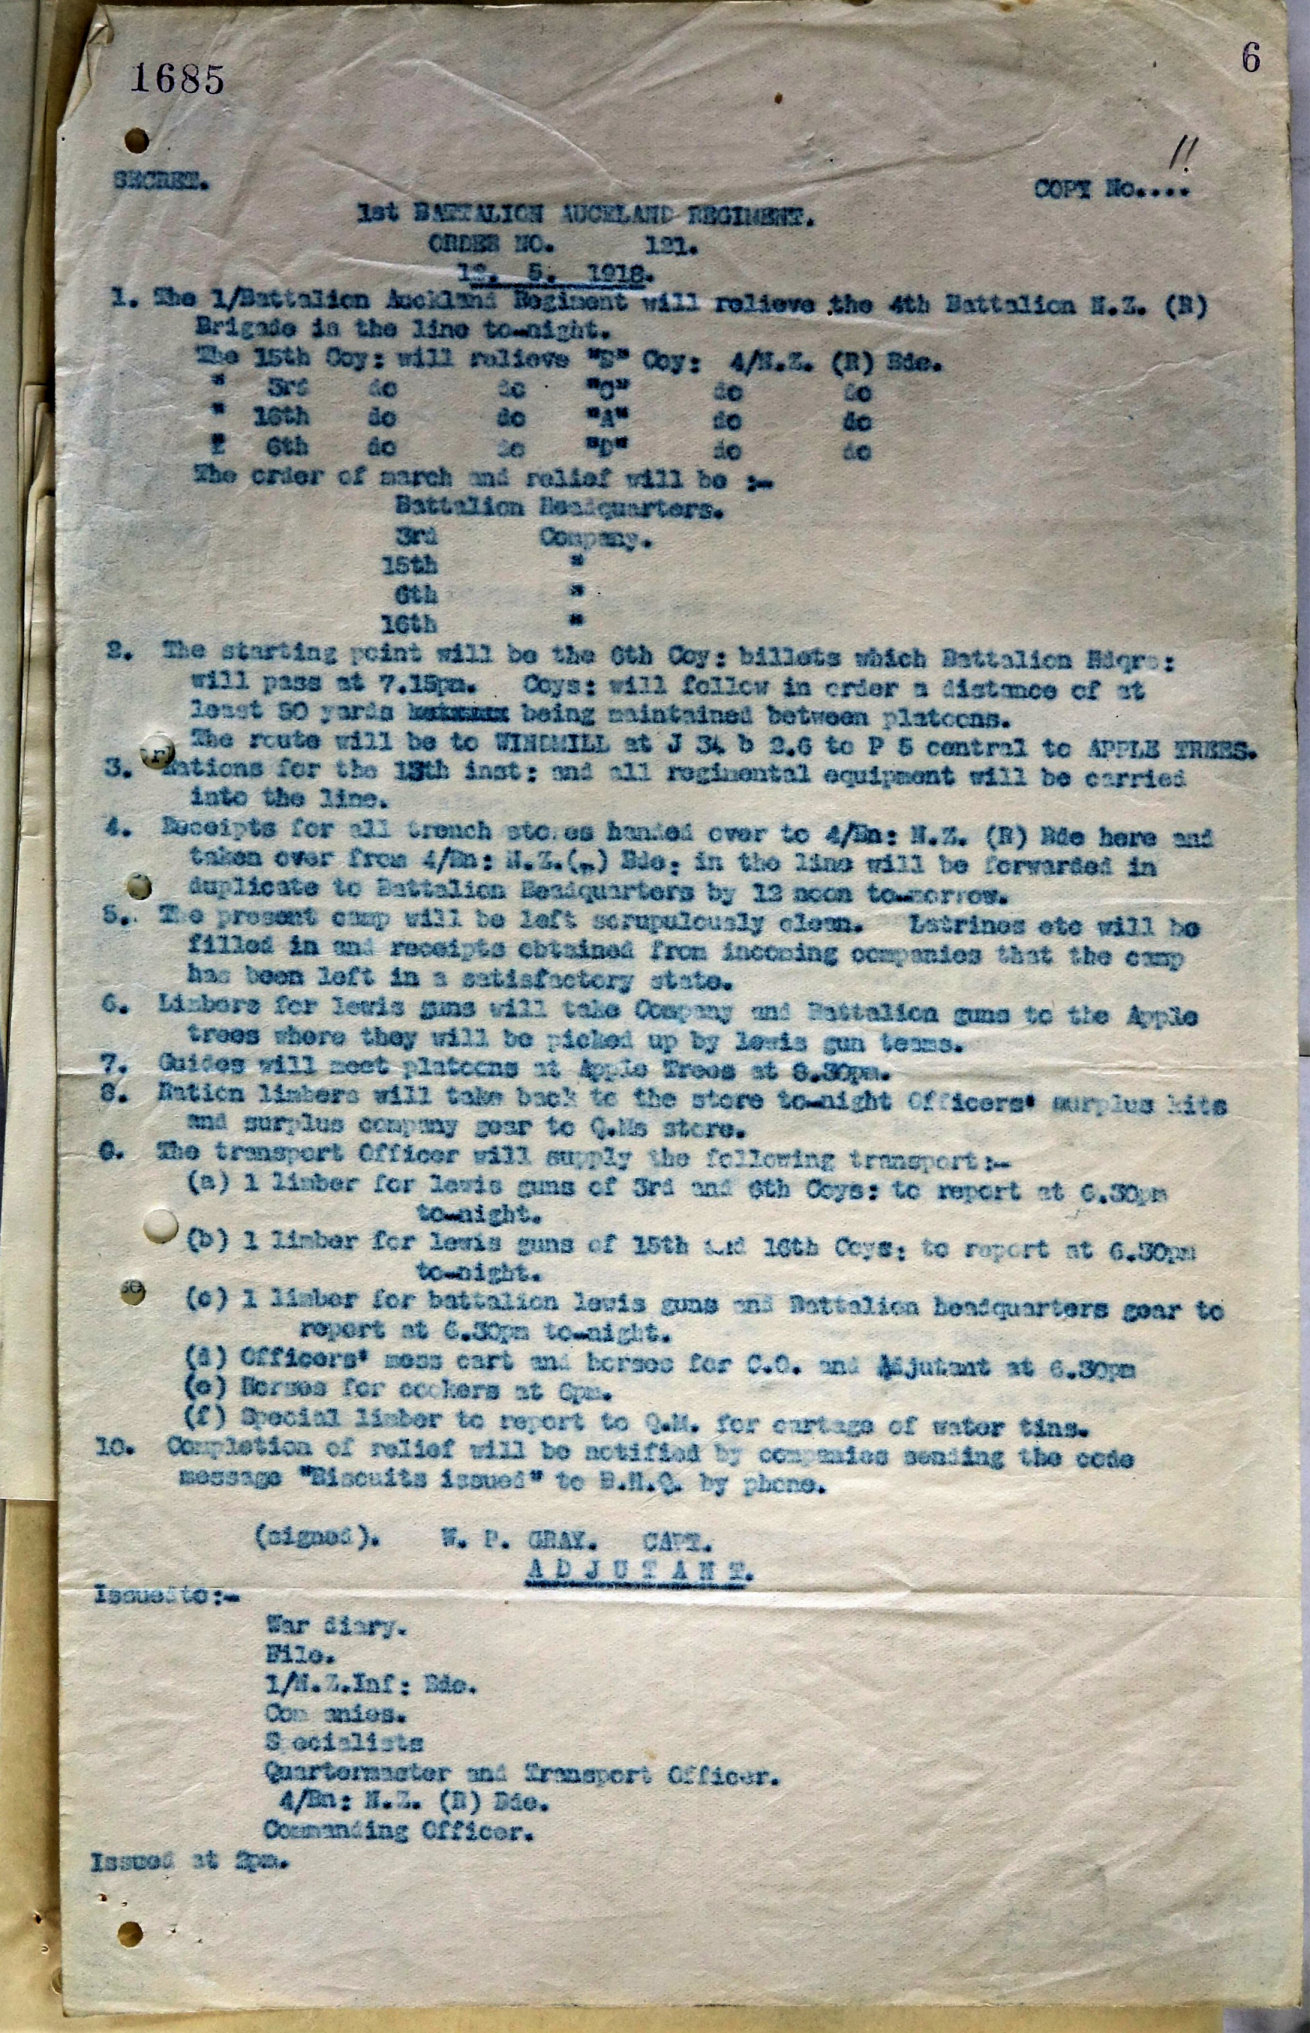 1685
6
11
SECRET.
COPY No....
1st BATTALION AUCKLAND REGIMENT.
ORDER NO. 121.
12. 5. 1918.
1. The 1/Battalion Auckland Regiment will relieve the 4th Battalion N.Z. (R)
Brigade in the line to-night.
The 15th Coy: will relieve "B" Coy: 4/N.Z. (R) Bde.
" 3rd do do "C" do do
" 16th do do "A" do do
" 6th do do "D" do do
The order of march and relief will be :-
Battalion Headquarters.
3rd Company.
15th "
6th "
16th "
2. The starting point will be the 6th Coy: billets which Battalion Hdqrs:
will pass at 7.15pm. Coys: will follow in order a distance of at
least 50 yards being maintained between platoons.
The route will be to WINDMILL at J 34 b 2.6 to P 5 central to APPLE TREES.
3. Rations for the 13th inst: and all regimental equipment will be carried
into the line.
4. Receipts for all trench stores handed over to 4/Bn: N.Z. (R) Bde here and
taken over from 4/Bn: N.Z.(R) Bde: in the line will be forwarded in
duplicate to Battalion Headquarters by 12 noon to-morrow.
5. The present camp will be left scrupulously clean. Latrines etc will be
filled in and receipts obtained from incoming companies that the camp
has been left in a satisfactory state.
6. Limbers for lewis guns will take Company and Battalion guns to the Apple
trees where they will be picked up by lewis gun teams.
7. Guides will meet platoons at Apple Trees at 8.30pm.
8. Ration limbers will take back to the store to-night Officers' surplus kits
and surplus company gear to Q.Ms store.
9. The transport Officer will supply the following transport:-
(a) 1 limber for lewis guns of 3rd and 6th Coys: to report at 6.30pm
to-night.
(b) 1 limber for lewis guns of 15th and 16th Coys: to report at 6.30pm
to-night.
(c) 1 limber for battalion lewis guns and Battalion headquarters gear to
report at 6.30pm to-night.
(d) Officers' mess cart and horses for C.O. and Adjutant at 6.30pm
(e) Horses for cookers at 6pm.
(f) Special limber to report to Q.M. for cartage of water tins.
10. Completion of relief will be notified by companies sending the code
message "Biscuits issued" to B.H.Q. by phone.
(signed). W. P. GRAY. CAPT.
A D J U T A N T.
Issued to:-
War diary.
File.
1/N.Z.Inf: Bde.
Companies.
Specialists
Quartermaster and Transport Officer.
4/Bn: N.Z. (R) Bde.
Commanding Officer.
Issued at 2pm.